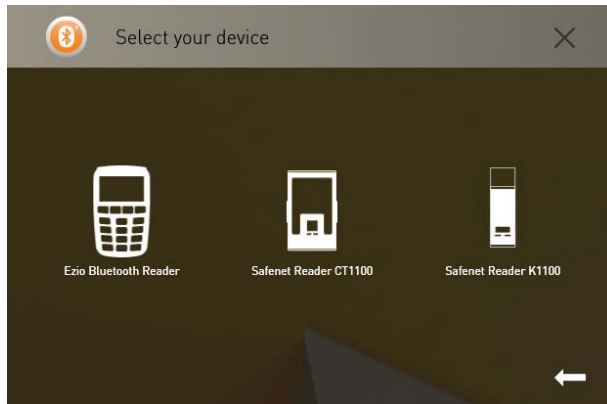 Select your device
Ezio Bluetooth Reader
Safenet Reader CT1100
Safenet Reader K1100